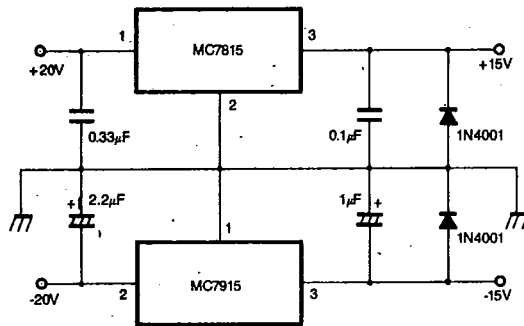 1
MC7815
3
+20V
+15V
2
0.33µF
0.1µF
1N4001
+
2.2µF
1µF
+
1
1N4001
2
MC7915
3
-20V
-15V